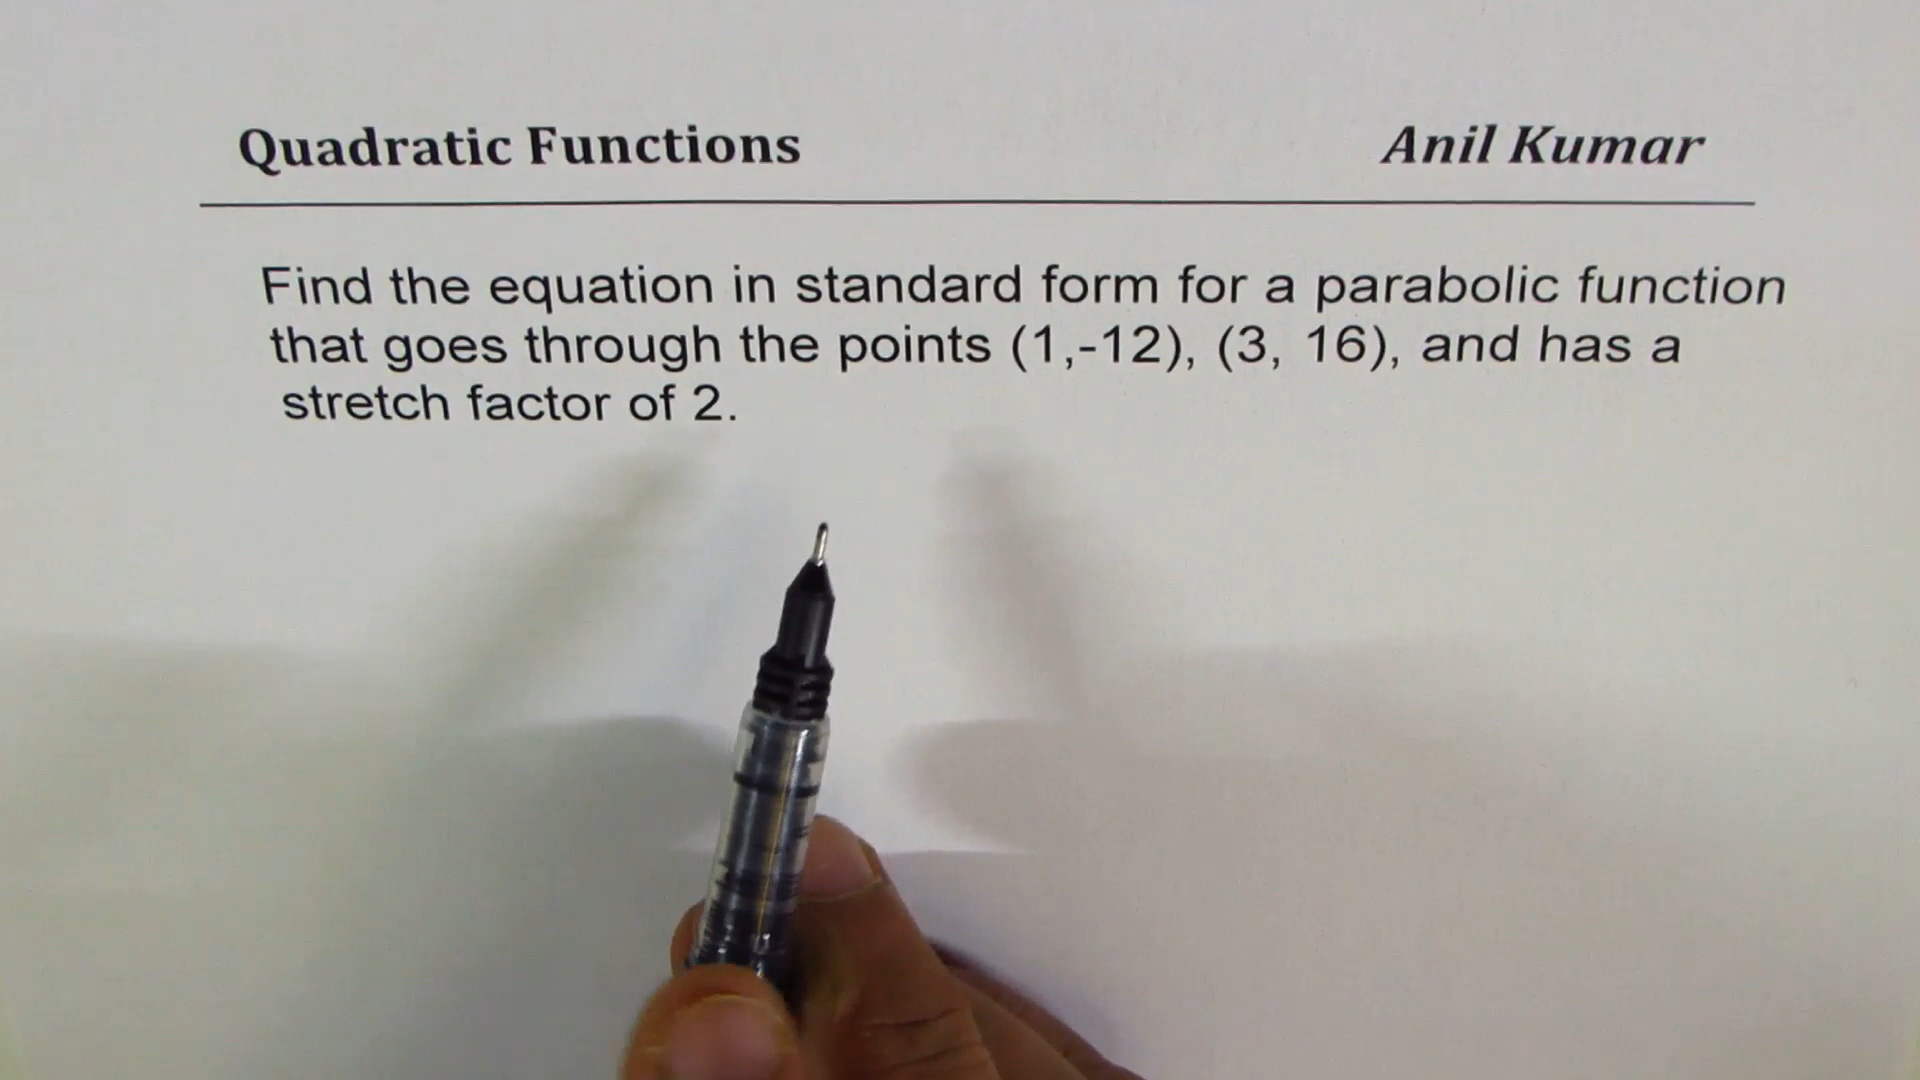 Quadratic Functions Anil Kumar
Find the equation in standard form for a parabolic function
that goes through the points (1,-12), (3, 16), and has a
stretch factor of 2.